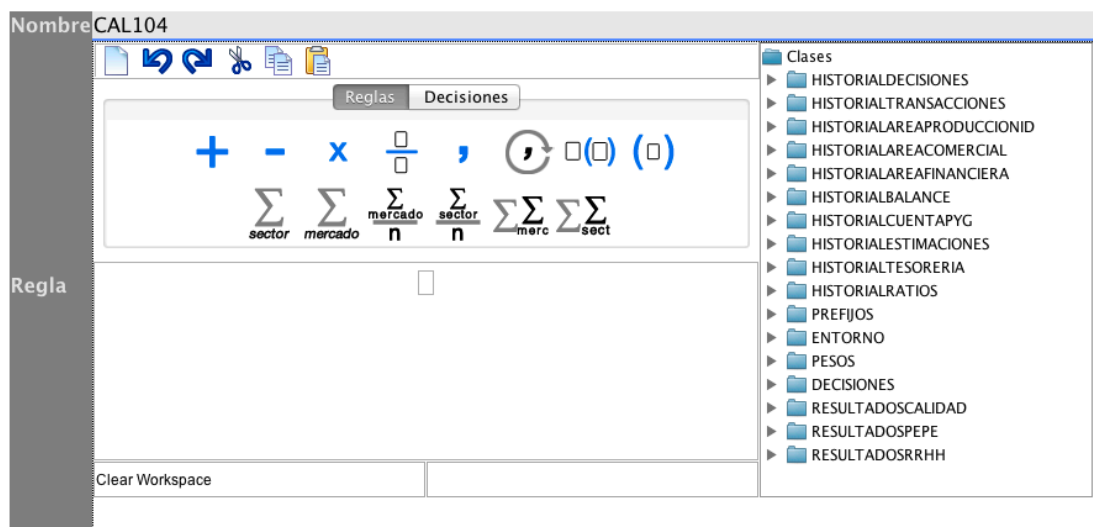 Nombre CAL104
Reglas Decisiones
+ - x , , ( ) ( )
∑ sector ∑ mercado ∑ mercado n ∑ sector n ∑∑ merc ∑∑ sect
Regla
Clear Workspace
Clases
HISTORIALDECISIONES
HISTORIALTRANSACCIONES
HISTORIALAREAPRODUCCIONID
HISTORIALAREACOMERCIAL
HISTORIALAREAFINANCIERA
HISTORIALBALANCE
HISTORIALCUENTAPYG
HISTORIALESTIMACIONES
HISTORIALTESORERIA
HISTORIALRATIOS
PREFIJOS
ENTORNO
PESOS
DECISIONES
RESULTADOSCALIDAD
RESULTADOSPEPE
RESULTADOSRRHH